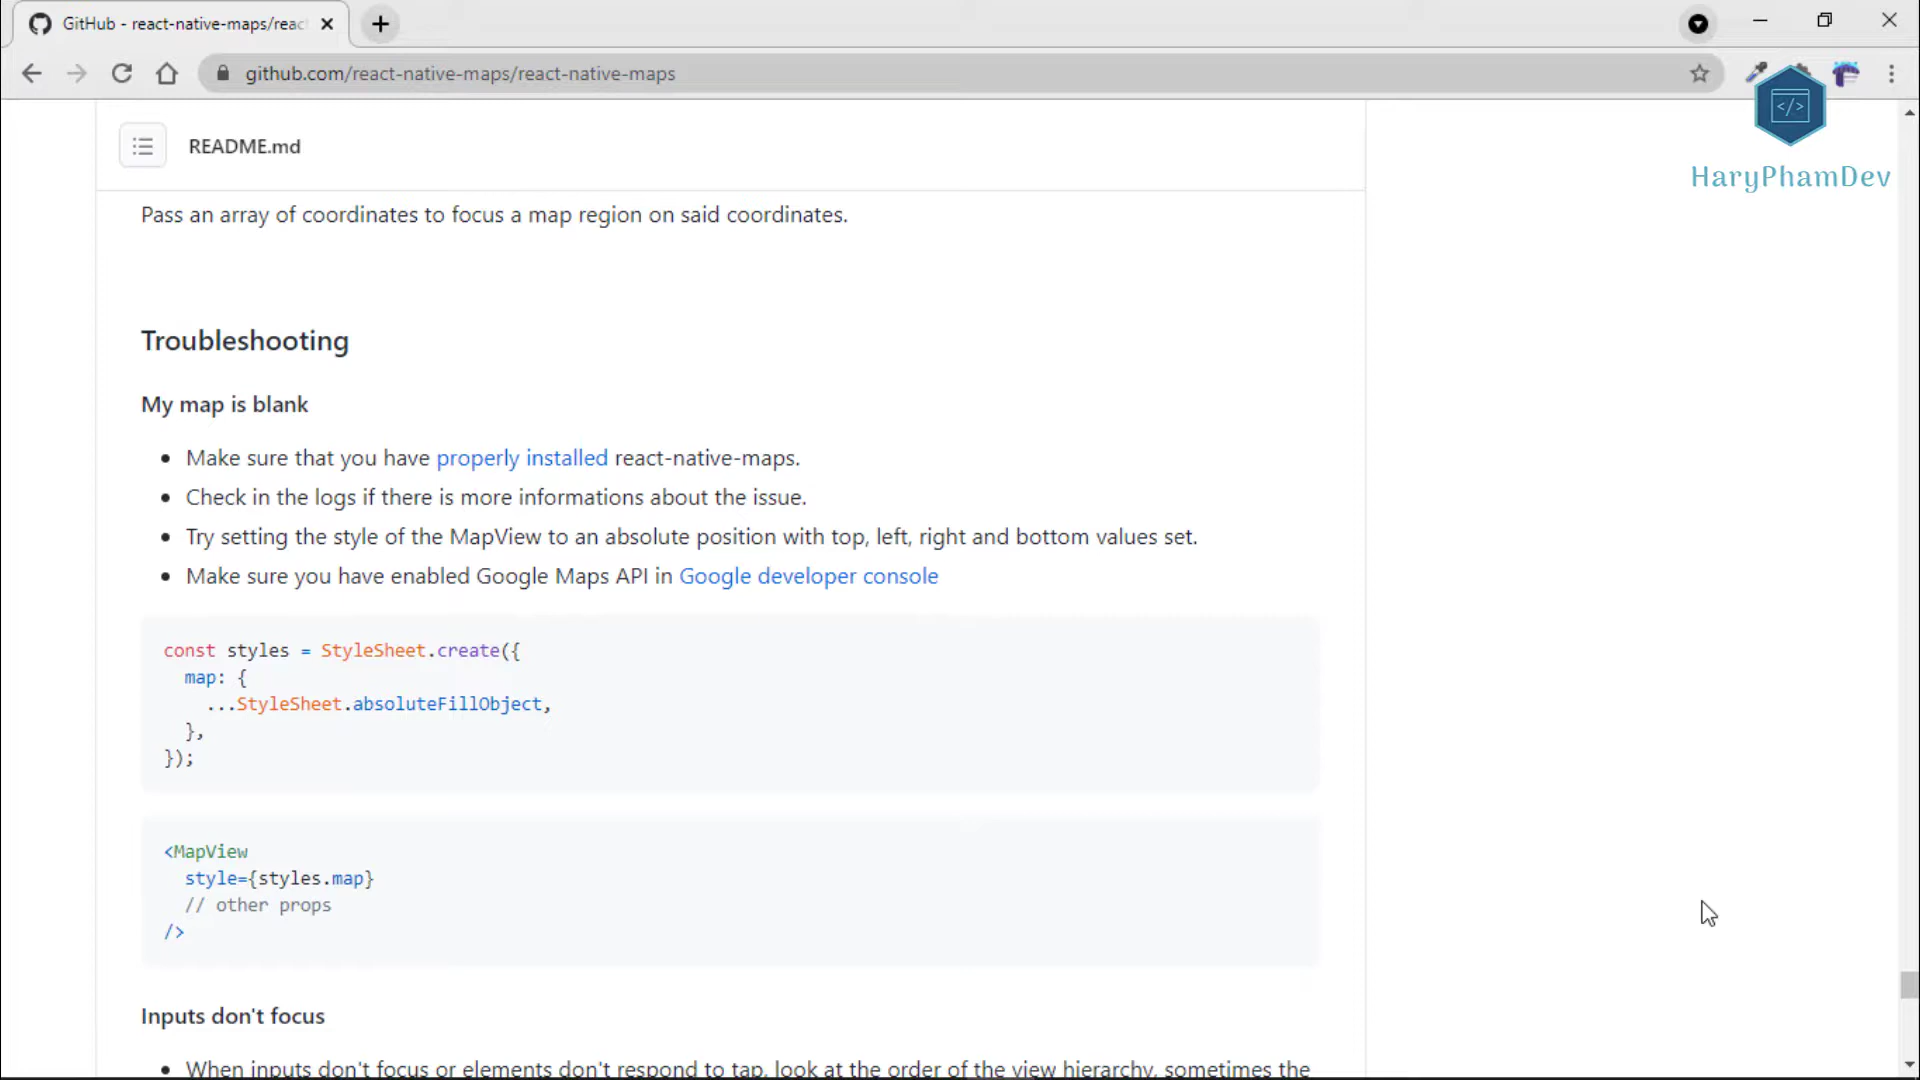 GitHub - react-native-maps/reac
github.com/react-native-maps/react-native-maps
</>
HaryPhamDev
README.md
Pass an array of coordinates to focus a map region on said coordinates.
Troubleshooting
My map is blank
Make sure that you have properly installed react-native-maps.
Check in the logs if there is more informations about the issue.
Try setting the style of the MapView to an absolute position with top, left, right and bottom values set.
Make sure you have enabled Google Maps API in Google developer console
const styles = StyleSheet.create({
map: {
...StyleSheet.absoluteFillObject,
},
});
<MapView
style={styles.map}
// other props
/>
Inputs don't focus
When inputs don't focus or elements don't respond to tap, look at the order of the view hierarchy, sometimes the